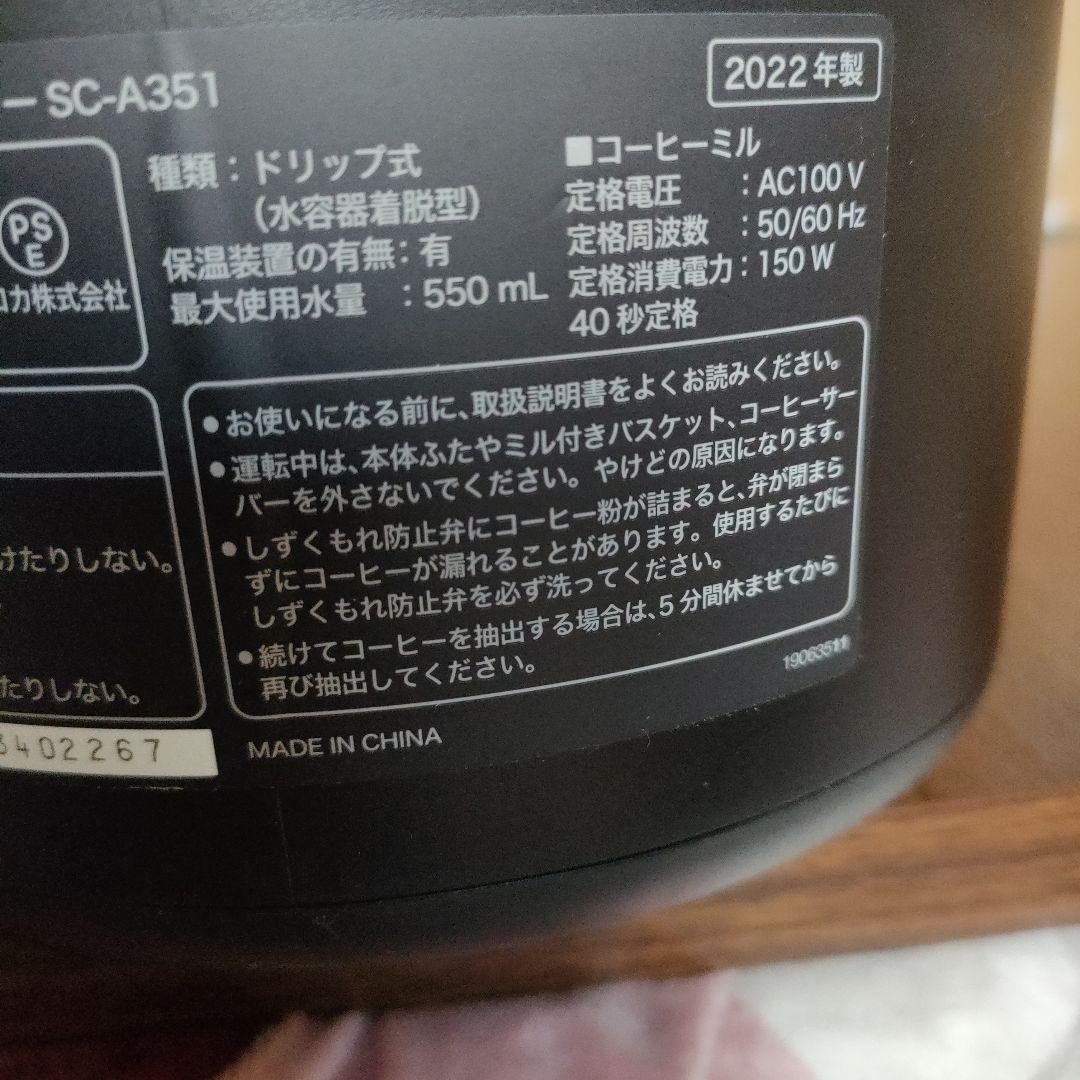 ー SC-A351
2022年製
PS
E
ロカ株式会社
種類：ドリップ式
（水容器着脱型）
保温装置の有無：有
最大使用水量　：550 mL
■コーヒーミル
定格電圧　　：AC100 V
定格周波数　：50/60 Hz
定格消費電力：150 W
40 秒定格
けたりしない。
たりしない。
●お使いになる前に、取扱説明書をよくお読みください。
●運転中は、本体ふたやミル付きバスケット、コーヒーサー
バーを外さないでください。やけどの原因になります。
●しずくもれ防止弁にコーヒー粉が詰まると、弁が閉まら
ずにコーヒーが漏れることがあります。使用するたびに
しずくもれ防止弁を必ず洗ってください。
●続けてコーヒーを抽出する場合は、5 分間休ませてから
再び抽出してください。
19063511
3402267
MADE IN CHINA